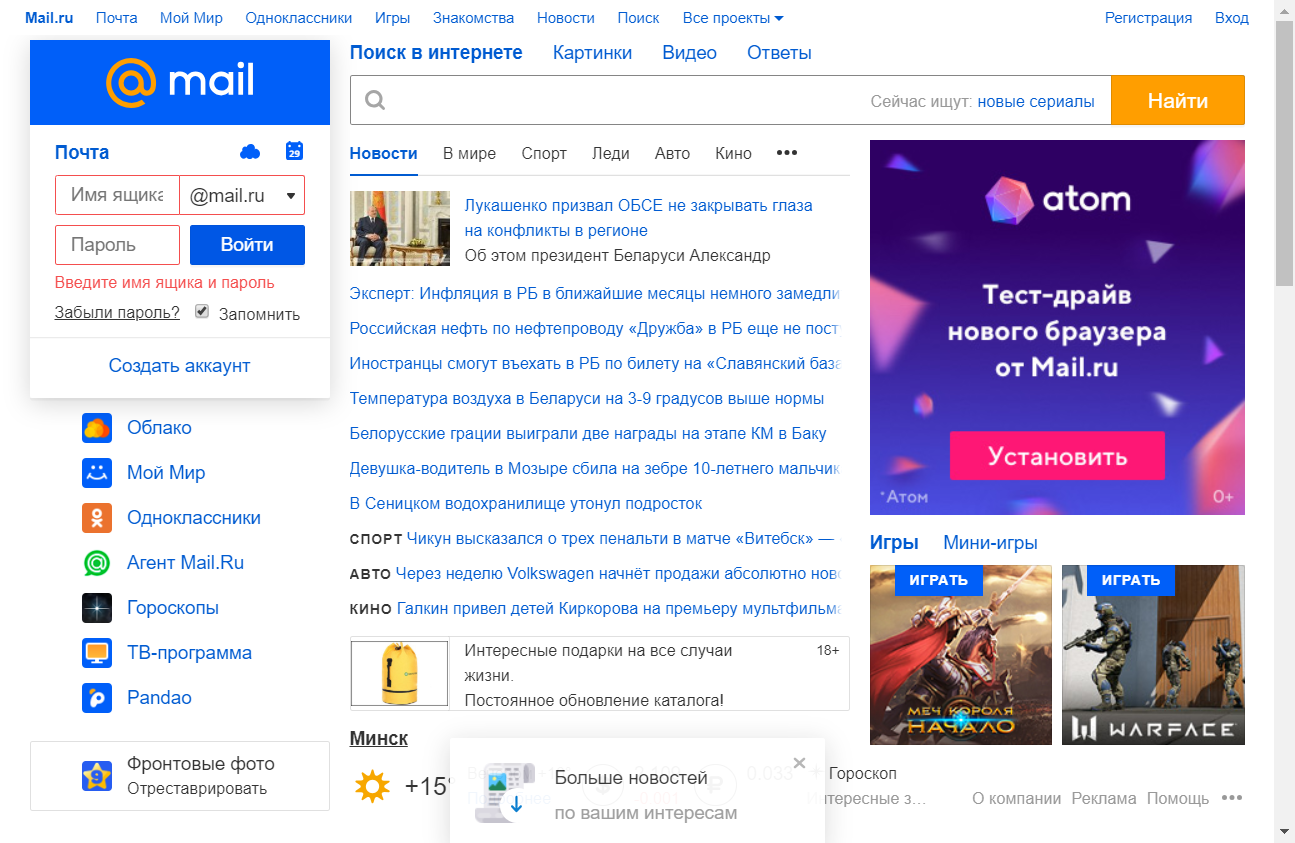 Mail.ru Почта Мой Мир Одноклассники Игры Знакомства Новости Поиск Все проекты Регистрация Вход
mail
Почта
29
Имя ящика @mail.ru
Пароль Войти
Введите имя ящика и пароль
Забыли пароль? Запомнить
Создать аккаунт
Облако
Мой Мир
Одноклассники
Агент Mail.Ru
Гороскопы
ТВ-программа
Pandao
9
Фронтовые фото
Отреставрировать
Поиск в интернете Картинки Видео Ответы
Сейчас ищут: новые сериалы Найти
Новости В мире Спорт Леди Авто Кино •••
Лукашенко призвал ОБСЕ не закрывать глаза
на конфликты в регионе
Об этом президент Беларуси Александр
Эксперт: Инфляция в РБ в ближайшие месяцы немного замедли
Российская нефть по нефтепроводу «Дружба» в РБ еще не пост
Иностранцы смогут въехать в РБ по билету на «Славянский база
Температура воздуха в Беларуси на 3-9 градусов выше нормы
Белорусские грации выиграли две награды на этапе КМ в Баку
Девушка-водитель в Мозыре сбила на зебре 10-летнего мальчик
В Сеницком водохранилище утонул подросток
СПОРТ Чикун высказался о трех пенальти в матче «Витебск» —
АВТО Через неделю Volkswagen начнёт продажи абсолютно ново
КИНО Галкин привел детей Киркорова на премьеру мультфильма
Интересные подарки на все случаи 18+
жизни.
Постоянное обновление каталога!
Минск
+15°
Больше новостей
по вашим интересам
0.033
Гороскоп
Интересные з...
atom
Тест-драйв
нового браузера
от Mail.ru
Установить
*Атом 0+
Игры Мини-игры
ИГРАТЬ ИГРАТЬ
МЕЧ КОРОЛЯ
НАЧАЛО
WARFACE
О компании Реклама Помощь •••